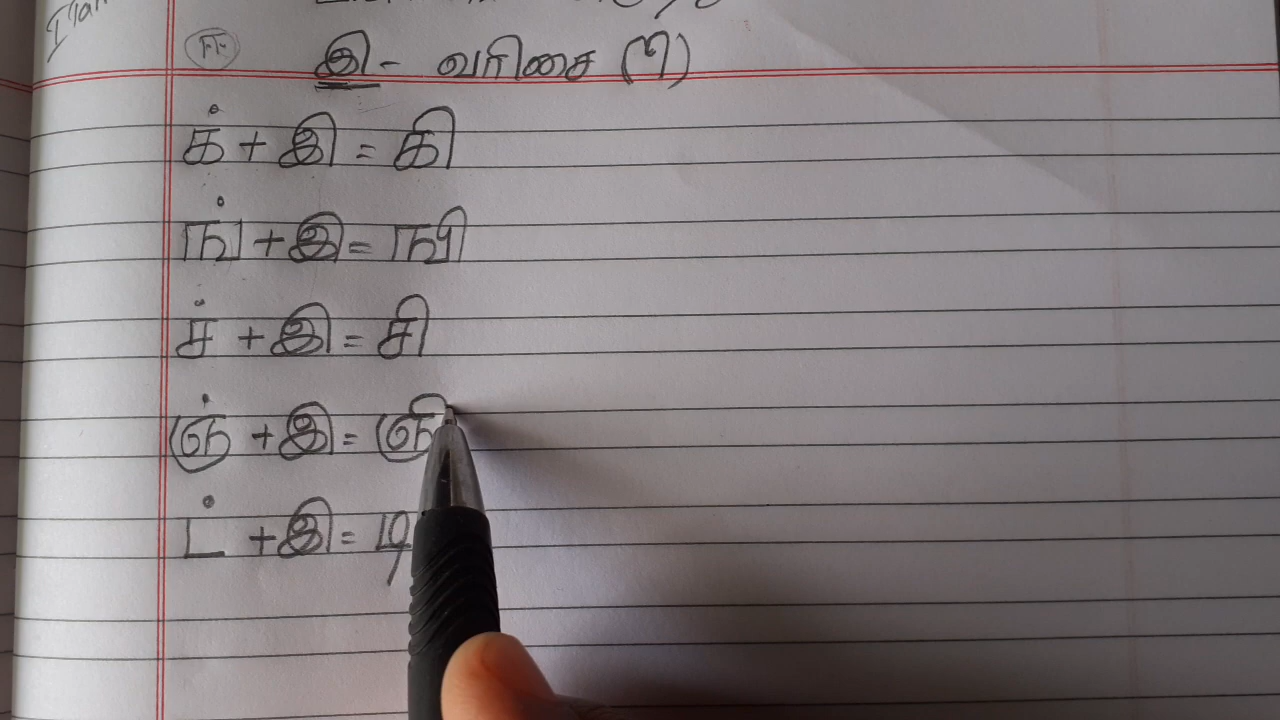 இ - வரிசை (ி)
க் + இ = கி
ங் + இ = ஙி
ச் + இ = சி
ஞ் + இ = ஞி
ட் + இ = டி